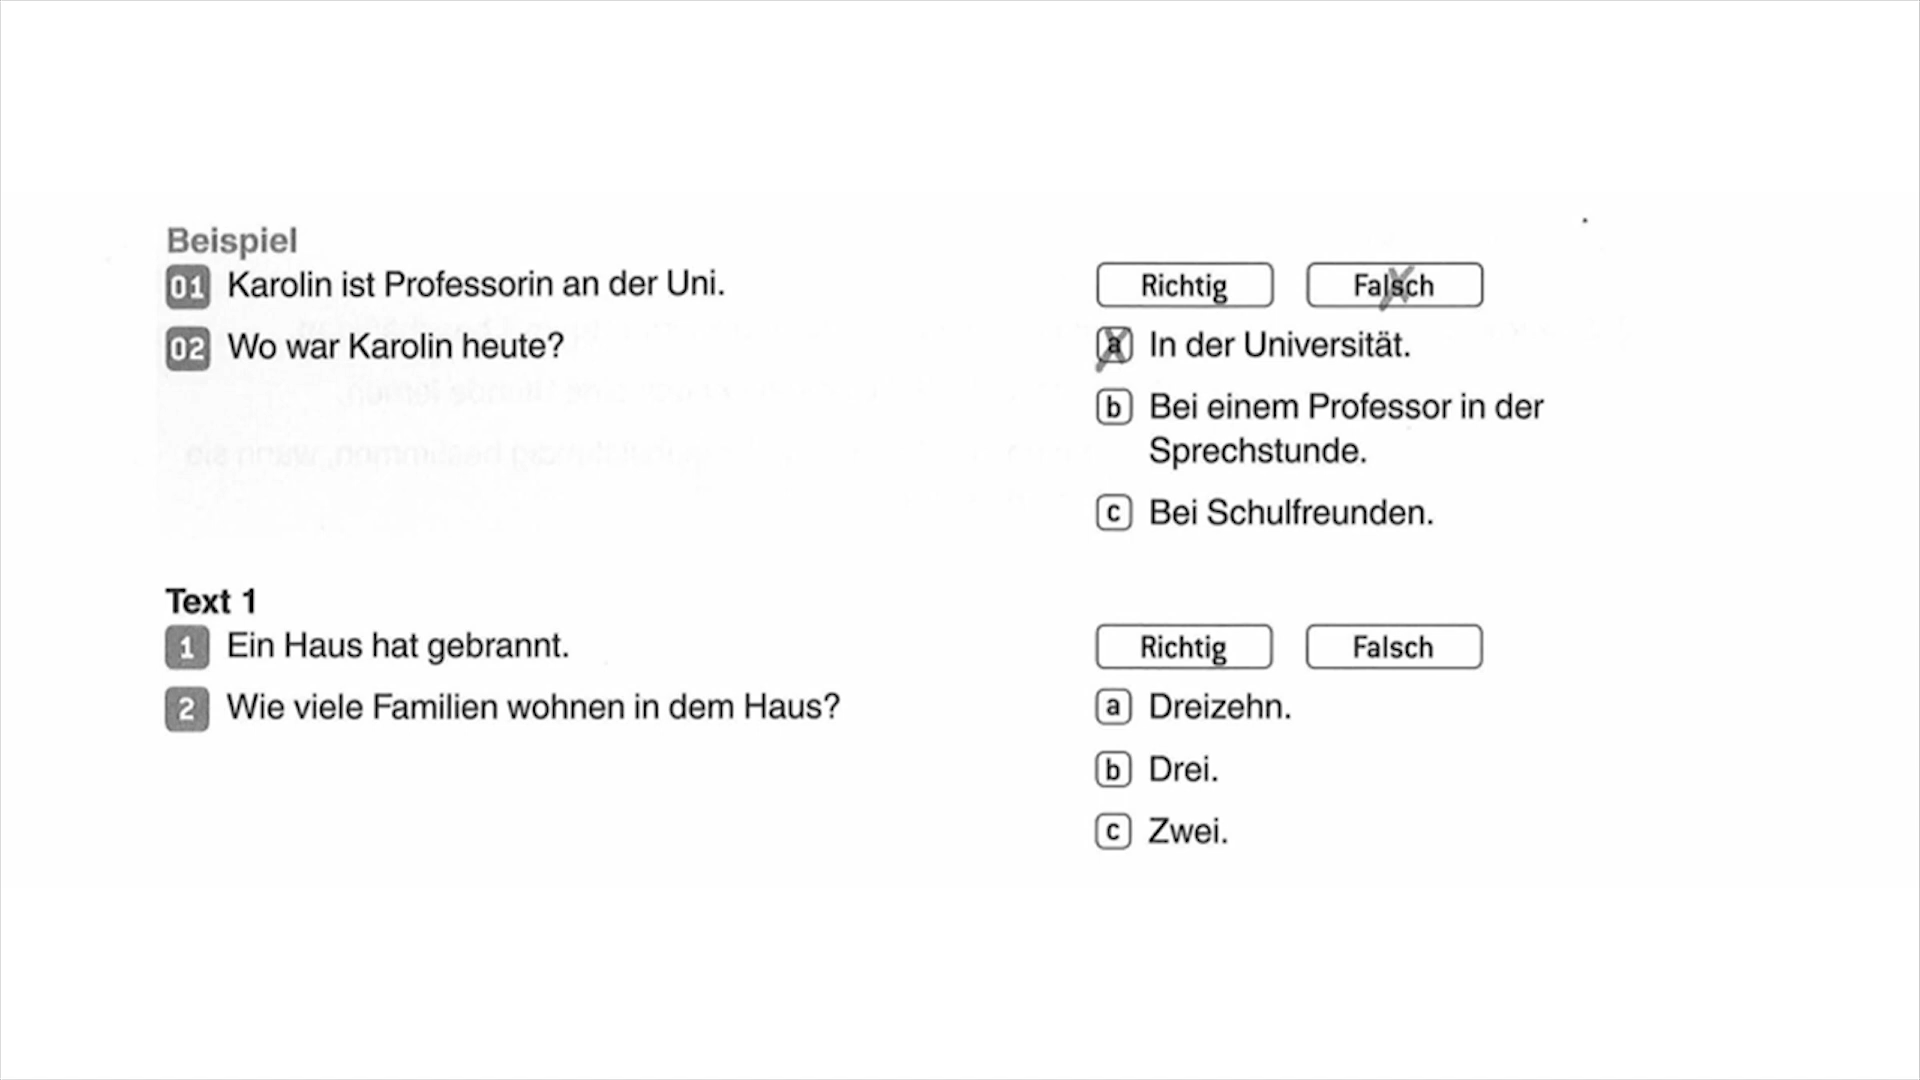 Beispiel
01 Karolin ist Professorin an der Uni. Richtig Falsch
02 Wo war Karolin heute? a In der Universität.
b Bei einem Professor in der
Sprechstunde.
c Bei Schulfreunden.
Text 1
1 Ein Haus hat gebrannt. Richtig Falsch
2 Wie viele Familien wohnen in dem Haus? a Dreizehn.
b Drei.
c Zwei.